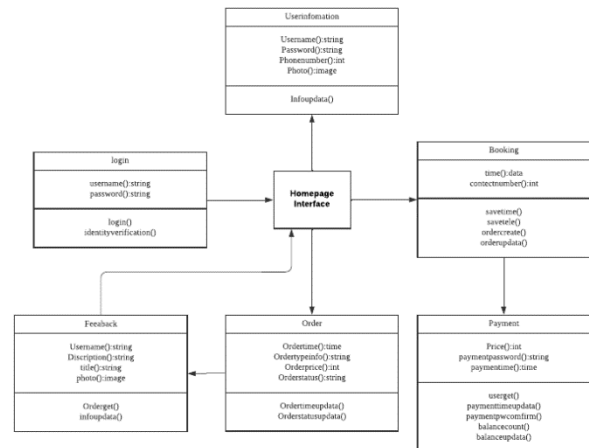 Userinfomation
Username():string
Password():string
Phonenumber():int
Photo():image
Infoupdata()
login
username():string
password():string
login()
identityverification()
Homepage
Interface
Booking
time():data
contectnumber():int
savetime()
savetele()
ordercreate()
orderupdata()
Feeaback
Username():string
Discription():string
title():string
photo():image
Orderget()
infoupdata()
Order
Ordertime():time
Ordertypeinfo():string
Orderprice():int
Orderstatus():string
Ordertimeupdata()
Orderstatusupdata()
Payment
Price():int
paymentpassword():string
paymentime():time
userget()
paymenttimeupdata()
paymentpwcomfirm()
balancecount()
balanceupdata()